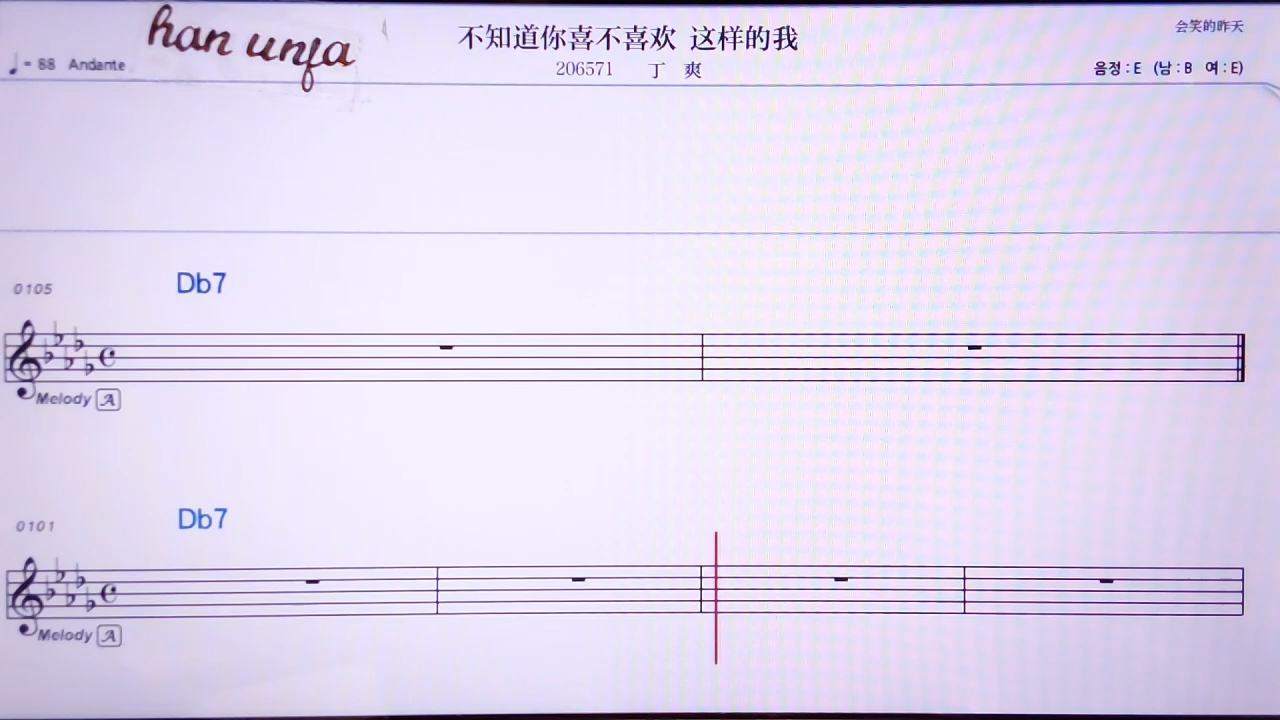 han unfa
不知道你喜不喜欢 这样的我
会笑的昨天
♩= 88 Andante
206571 丁 爽
음정 : E (남 : B 여 : E)
0105
Db7
Melody A
0101
Db7
Melody A